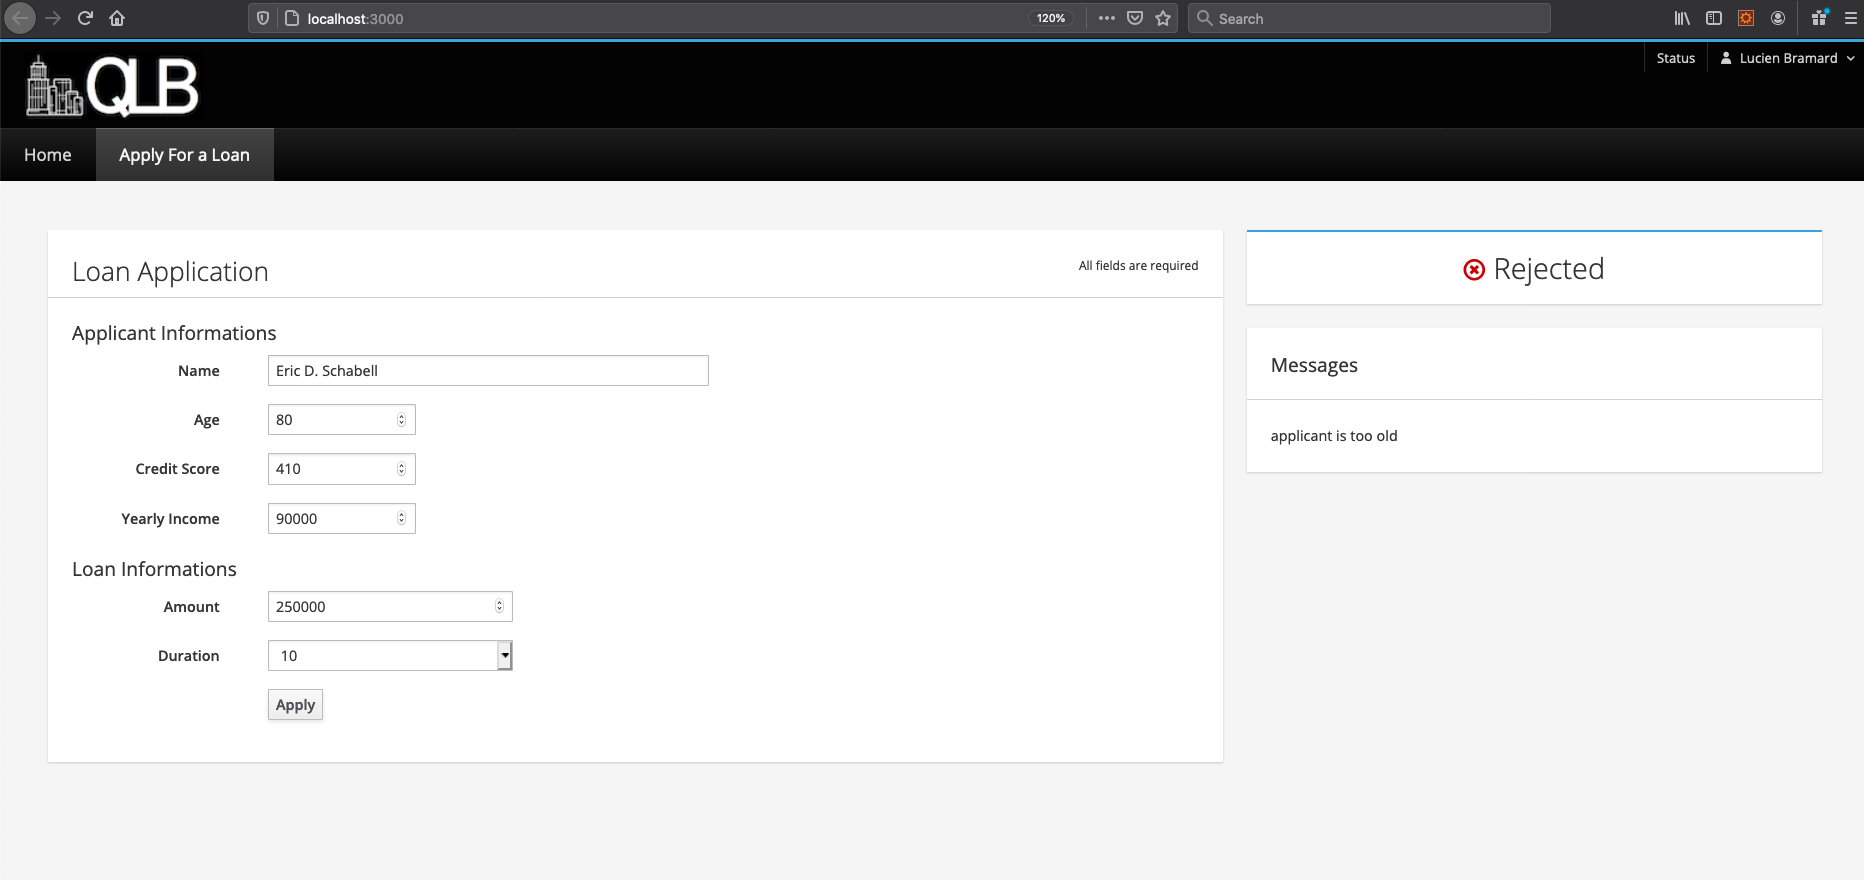 localhost:3000
120%
Search
QLB
Status
Lucien Bramard
Home
Apply For a Loan
Loan Application
All fields are required
Applicant Informations
Name
Eric D. Schabell
Age
80
Credit Score
410
Yearly Income
90000
Loan Informations
Amount
250000
Duration
10
Apply
Rejected
Messages
applicant is too old